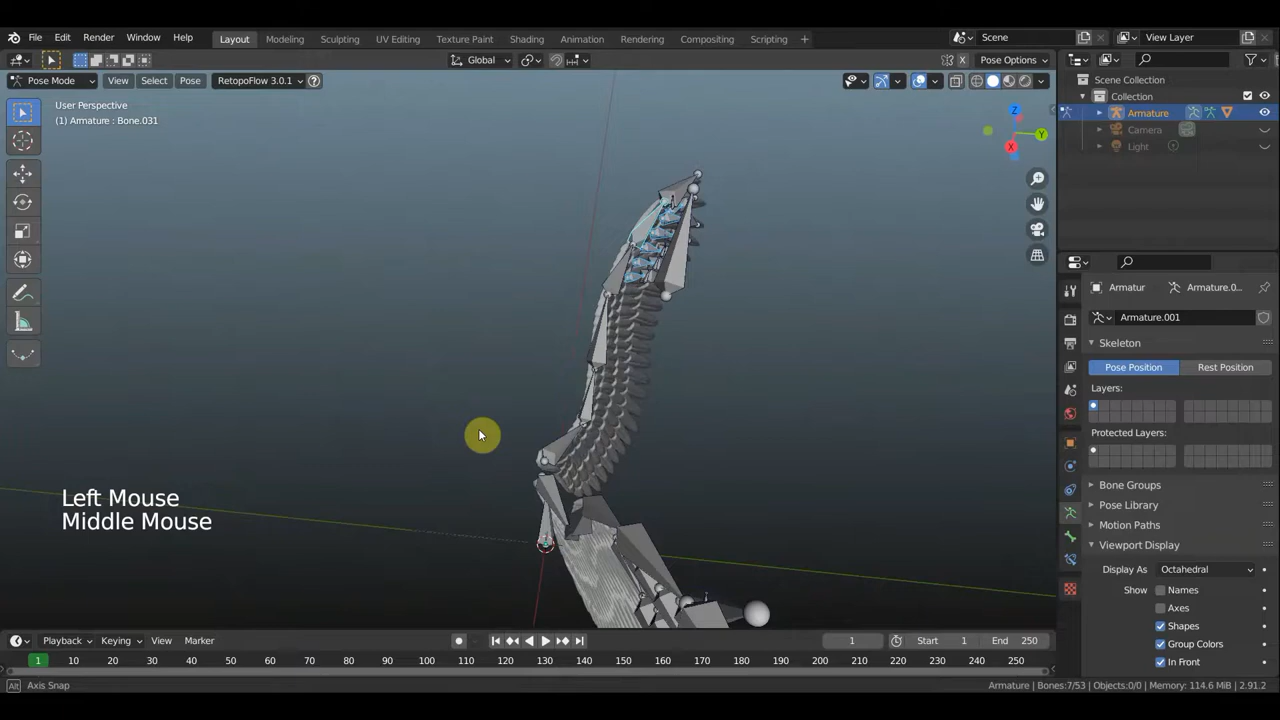 File Edit Render Window Help Layout Modeling Sculpting UV Editing Texture Paint Shading Animation Rendering Compositing Scripting + Scene View Layer
Global Pose Options
Pose Mode View Select Pose RetopoFlow 3.0.1
User Perspective
(1) Armature : Bone.031
Z
Y
X
X
Left Mouse
Middle Mouse
Scene Collection
Collection
Armature
Camera
Light
Armatur Armature.0...
Armature.001
Skeleton
Pose Position Rest Position
Layers:
Protected Layers:
Bone Groups
Pose Library
Motion Paths
Viewport Display
Display As Octahedral
Show Names
Axes
Shapes
Group Colors
In Front
Playback Keying View Marker 1 Start 1 End 250
1 10 20 30 40 50 60 70 80 90 100 110 120 130 140 150 160 170 180 190 200 210 220 230 240 250
Alt Axis Snap Armature | Bones:7/53 | Objects:0/0 | Memory: 114.6 MiB | 2.91.2